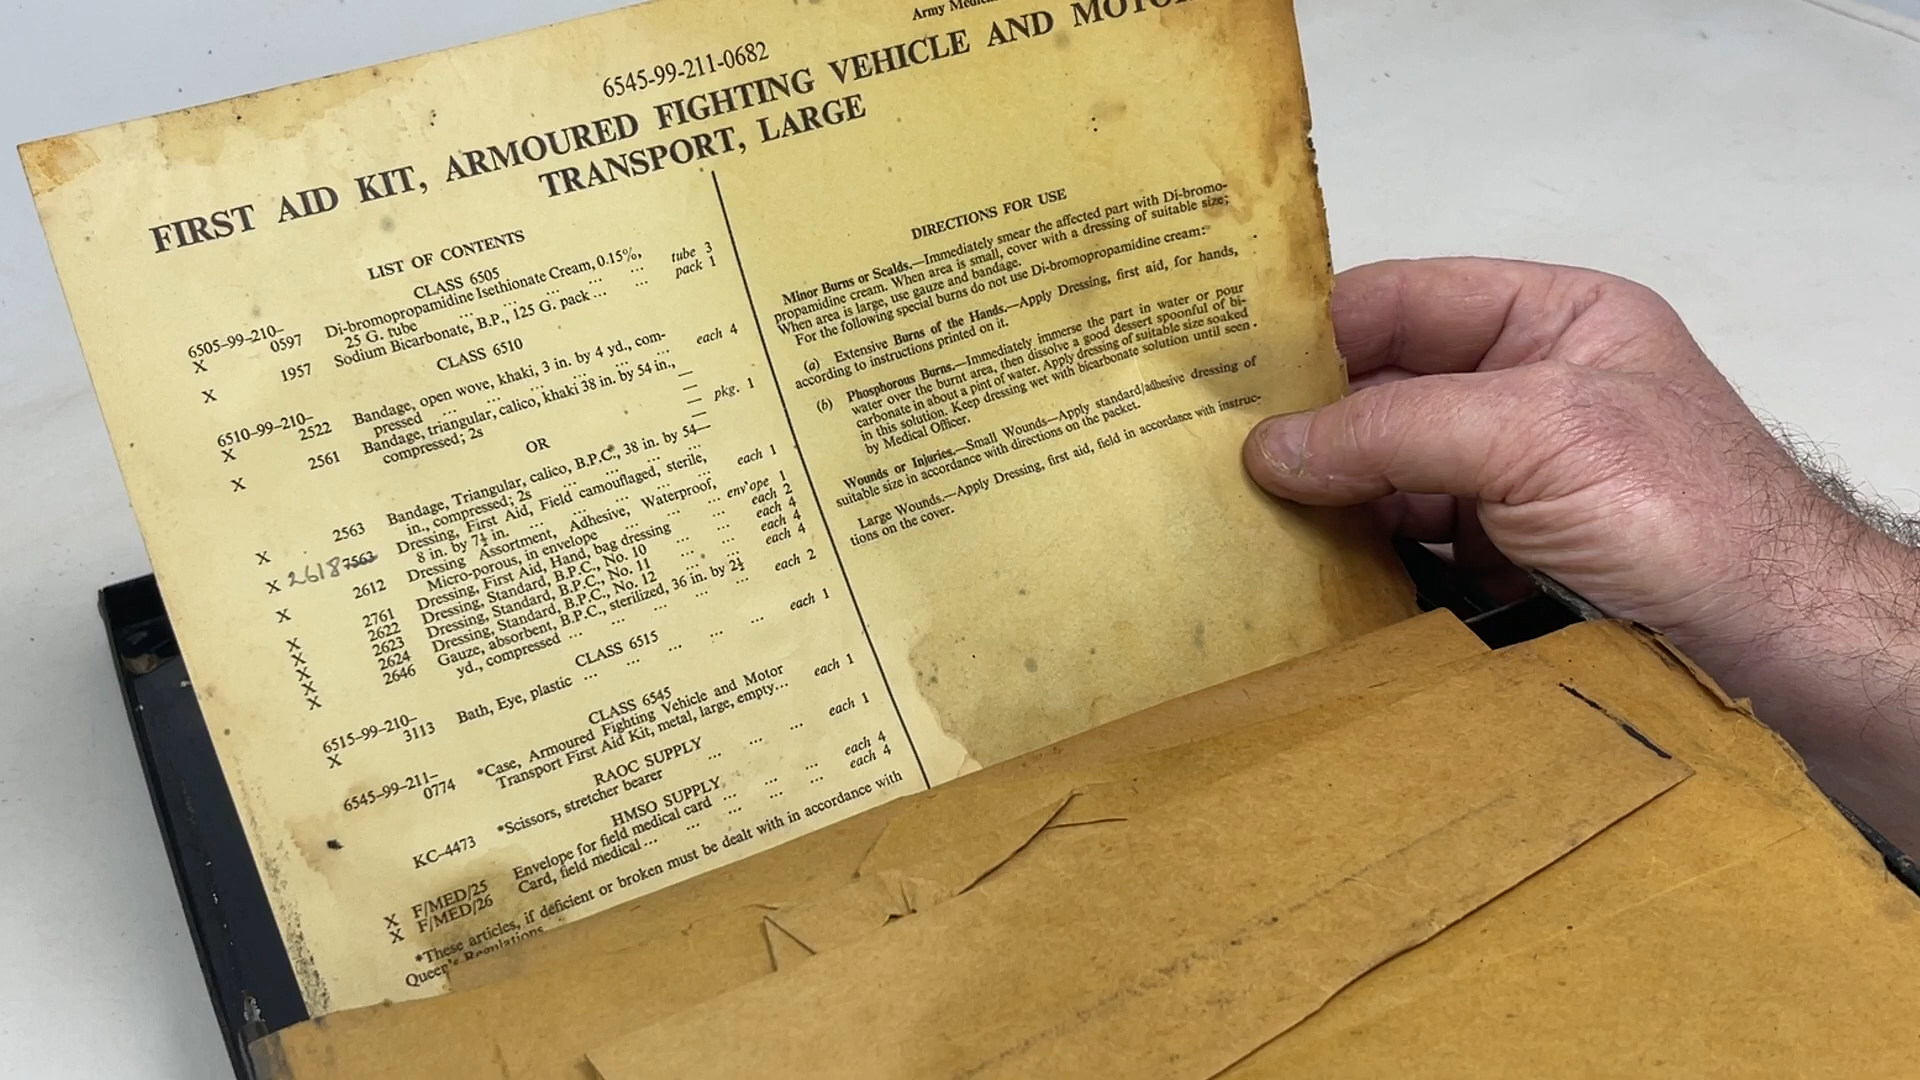 Army
6545-99-211-0682
FIRST AID KIT, ARMOURED FIGHTING VEHICLE AND MOTOR
TRANSPORT, LARGE
LIST OF CONTENTS
CLASS 6505
6505–99–210–
X 0597 Di-bromopropamidine Isethionate Cream, 0.15%,
25 G. tube ... ... ... tube 3
X 1957 Sodium Bicarbonate, B.P., 125 G. pack ... ... pack 1
CLASS 6510
6510–99–210–
X 2522 Bandage, open wove, khaki, 3 in. by 4 yd., com-
pressed ... ... ... ... ... each 4
X 2561 Bandage, triangular, calico, khaki 38 in. by 54 in.,
compressed; 2s
OR
— pkg. 1
X 2563 Bandage, Triangular, calico, B.P.C., 38 in. by 54—
in., compressed; 2s ... ... ...
X 2618 7563 Dressing, First Aid, Field camouflaged, sterile,
8 in. by 7½ in. ... ... ... ... each 1
X 2612 Dressing Assortment, Adhesive, Waterproof,
Micro-porous, in envelope ... ... env'ope 1
X 2761 Dressing, First Aid, Hand, bag dressing ... each 2
X 2622 Dressing, Standard, B.P.C., No. 10 ... ... each 4
X 2623 Dressing, Standard, B.P.C., No. 11 ... ... each 4
X 2624 Dressing, Standard, B.P.C., No. 12 ... ... each 4
X 2646 Gauze, absorbent, B.P.C., sterilized, 36 in. by 2½
yd., compressed ... ... ... ... each 2
CLASS 6515
6515–99–210–
X 3113 Bath, Eye, plastic ... ... ... ... each 1
CLASS 6545
6545–99–211–
0774 *Case, Armoured Fighting Vehicle and Motor
Transport First Aid Kit, metal, large, empty... each 1
RAOC SUPPLY
KC–4473 *Scissors, stretcher bearer ... ... ... each 1
HMSO SUPPLY
X F/MED/25 Envelope for field medical card ... ... ... each 4
X F/MED/26 Card, field medical ... ... ... ... each 4
*These articles, if deficient or broken must be dealt with in accordance with
Queen's Regulations.
DIRECTIONS FOR USE
Minor Burns or Scalds.—Immediately smear the affected part with Di-bromo-
propamidine cream. When area is small, cover with a dressing of suitable size;
When area is large, use gauze and bandage.
For the following special burns do not use Di-bromopropamidine cream:
(a) Extensive Burns of the Hands.—Apply Dressing, first aid, for hands,
according to instructions printed on it.
(b) Phosphorous Burns.—Immediately immerse the part in water or pour
water over the burnt area, then dissolve a good dessert spoonful of bi-
carbonate in about a pint of water. Apply dressing of suitable size soaked
in this solution. Keep dressing wet with bicarbonate solution until seen.
by Medical Officer.
Wounds or Injuries.—Small Wounds—Apply standard/adhesive dressing of
suitable size in accordance with directions on the packet.
Large Wounds.—Apply Dressing, first aid, field in accordance with instruc-
tions on the cover.